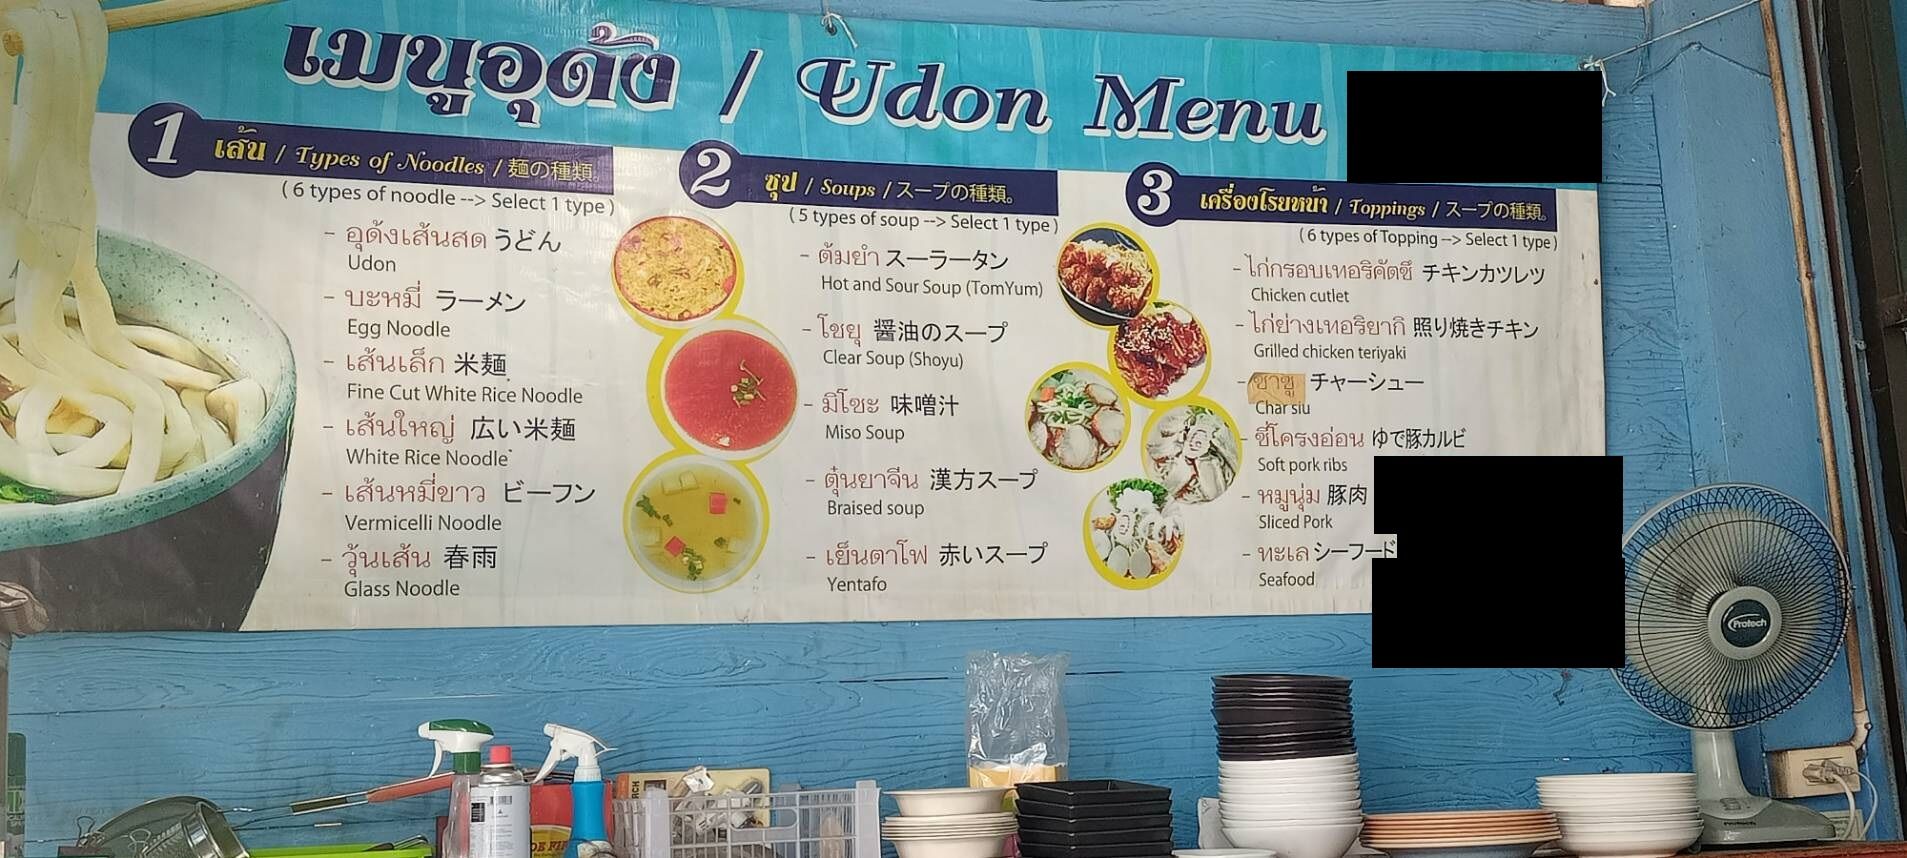 เมนูอุด้ง / Udon Menu
1 เส้น / Types of Noodles / 麺の種類。
( 6 types of noodle --> Select 1 type )
- อุด้งเส้นสด うどん
Udon
- บะหมี่ ラーメン
Egg Noodle
- เส้นเล็ก 米麺
Fine Cut White Rice Noodle
- เส้นใหญ่ 広い米麺
White Rice Noodle
- เส้นหมี่ขาว ビーフン
Vermicelli Noodle
- วุ้นเส้น 春雨
Glass Noodle
2 ซุป / Soups / スープの種類。
( 5 types of soup --> Select 1 type )
- ต้มยำ スーラータン
Hot and Sour Soup (TomYum)
- โชยุ 醤油のスープ
Clear Soup (Shoyu)
- มิโซะ 味噌汁
Miso Soup
- ตุ๋นยาจีน 漢方スープ
Braised soup
- เย็นตาโฟ 赤いスープ
Yentafo
3 เครื่องโรยหน้า / Toppings / スープの種類。
( 6 types of Topping --> Select 1 type )
- ไก่กรอบเทอริคัตซึ チキンカツレツ
Chicken cutlet
- ไก่ย่างเทอริยากิ 照り焼きチキン
Grilled chicken teriyaki
- ชาชู チャーシュー
Char siu
- ซี่โครงอ่อน ゆで豚カルビ
Soft pork ribs
- หมูนุ่ม 豚肉
Sliced Pork
- ทะเล シーフード
Seafood
Protech